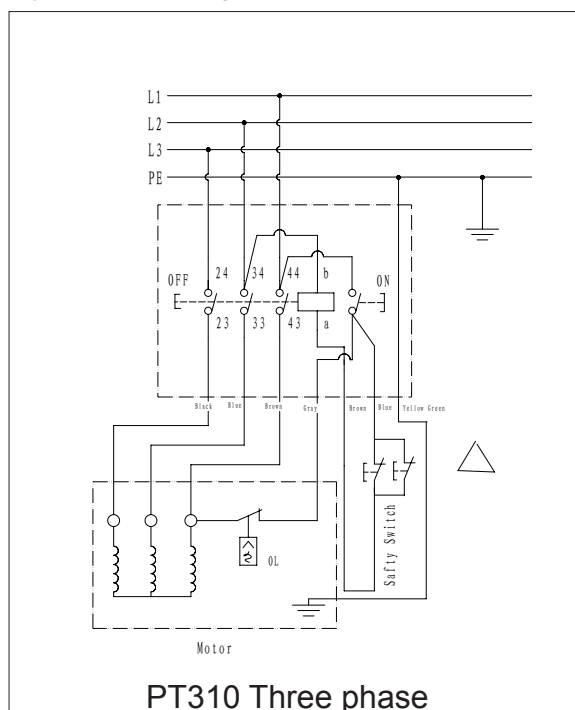 L1
L2
L3
PE
OFF 24 34 44 b ON
23 33 43 a
Black Blue Brown Gray Brown Blue Yellow Green
Safty Switch
OL
Motor
PT310 Three phase